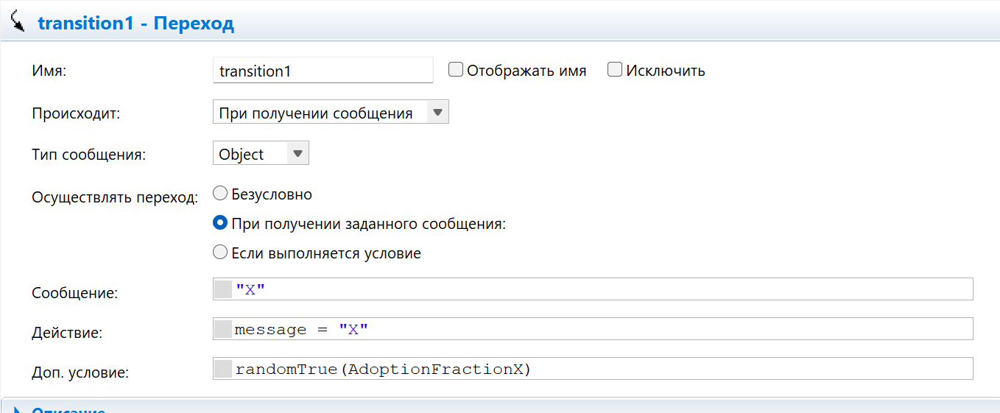 transition1 - Переход
Имя: transition1 Отображать имя Исключить
Происходит: При получении сообщения
Тип сообщения: Object
Осуществлять переход: Безусловно
При получении заданного сообщения:
Если выполняется условие
Сообщение: "X"
Действие: message = "X"
Доп. условие: randomTrue(AdoptionFractionX)
Описание